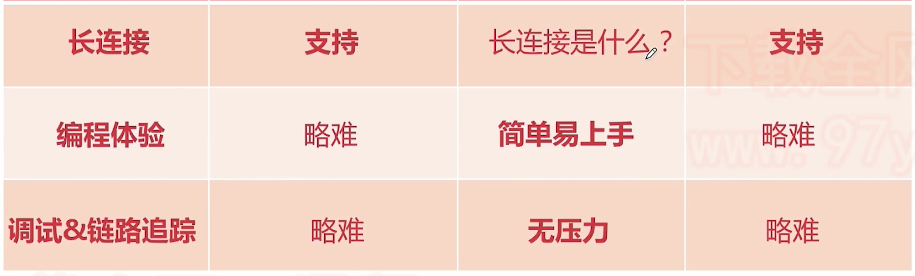 长连接 支持 长连接是什么? 支持
编程体验 略难 简单易上手 略难
调试&链路追踪 略难 无压力 略难
下载全网
www.97y